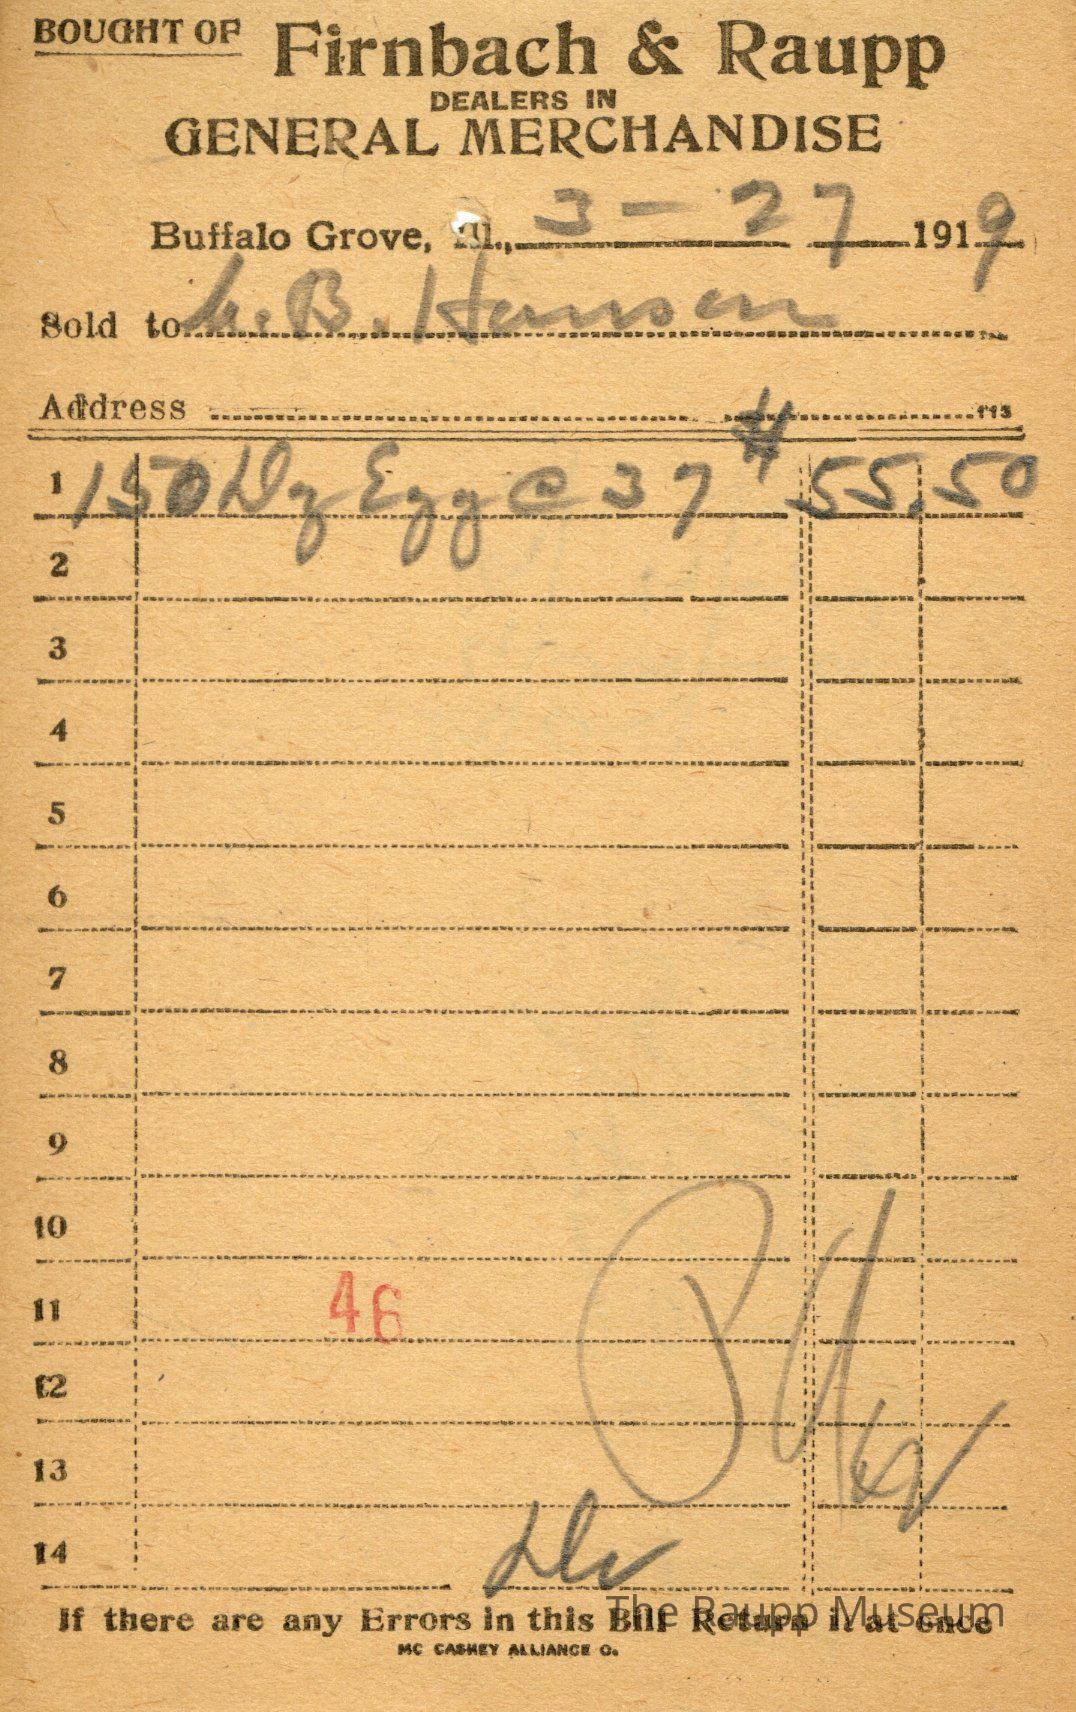 BOUGHT OF Firnbach & Raupp
DEALERS IN
GENERAL MERCHANDISE
Buffalo Grove, Ill., 3 - 27 1919
Sold to B. Hansen
Address
1 150 Dz Egg @ 37 # 55.50
2
3
4
5
6
7
8
9
10
11 46
12
13
14
If there are any Errors in this Bill Return it at once
MC CASKEY ALLIANCE O.
The Raupp Museum